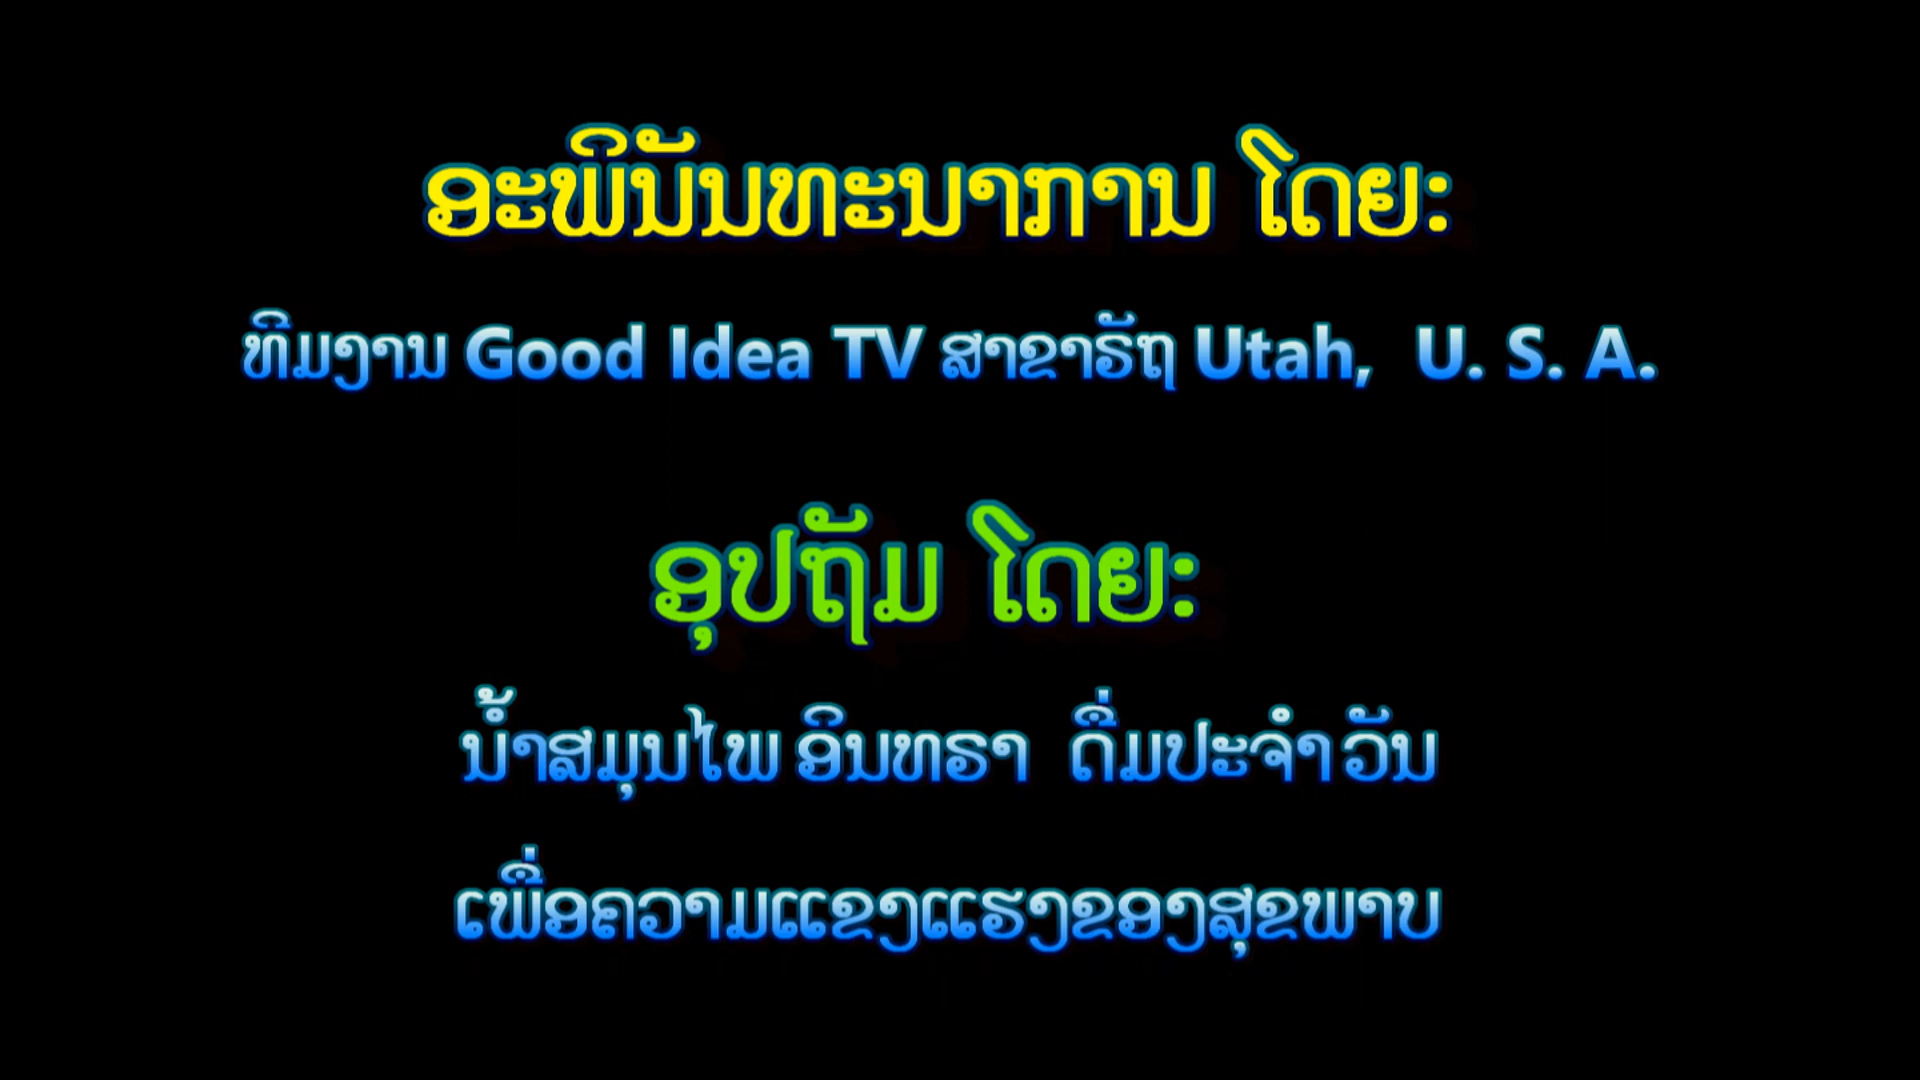 ອະພິນັນທະນາການ ໂດຍ:
ທີມງານ Good Idea TV ສາຂາຣັຖ Utah, U. S. A.
ອຸປຖັມ ໂດຍ:
ນ້ຳສມຸນໄພ ອິນທຣາ ດື່ມປະຈຳວັນ
ເພື່ອຄວາມແຂງແຮງຂອງສຸຂພາບ